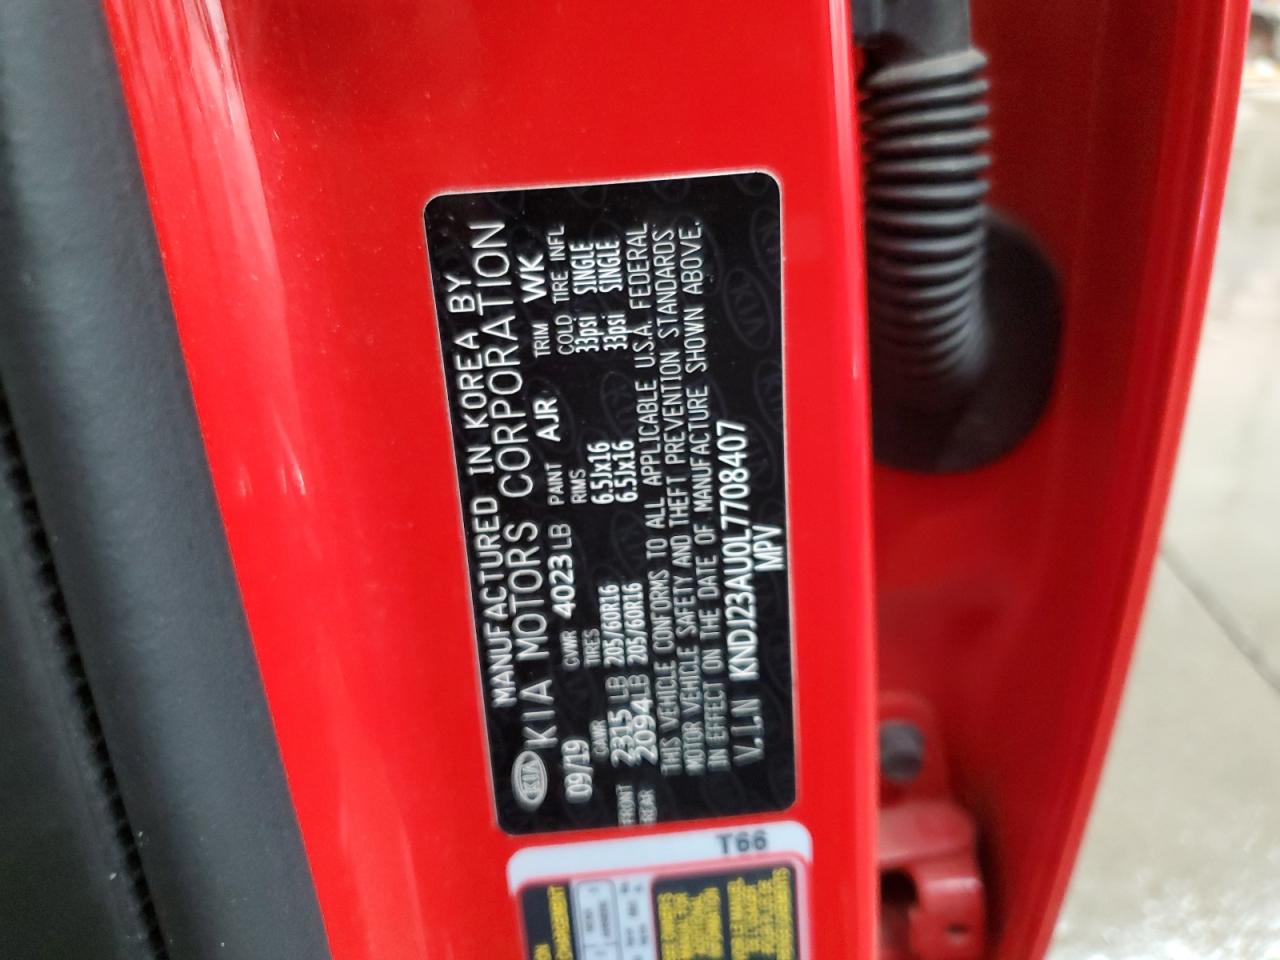 MANUFACTURED IN KOREA BY
KIA KIA MOTORS CORPORATION
09/19 GVWR 4023LB PAINT AJR TRIM WK
GAWR TIRES RIMS COLD TIRE INFL
FRONT 2315LB 205/60R16 6.5Jx16 33psi SINGLE
REAR 2094LB 205/60R16 6.5Jx16 33psi SINGLE
THIS VEHICLE CONFORMS TO ALL APPLICABLE U.S.A. FEDERAL
MOTOR VEHICLE SAFETY AND THEFT PREVENTION STANDARDS
IN EFFECT ON THE DATE OF MANUFACTURE SHOWN ABOVE.
V.I.N KNDJ23AU0L7708407
MPV
T66